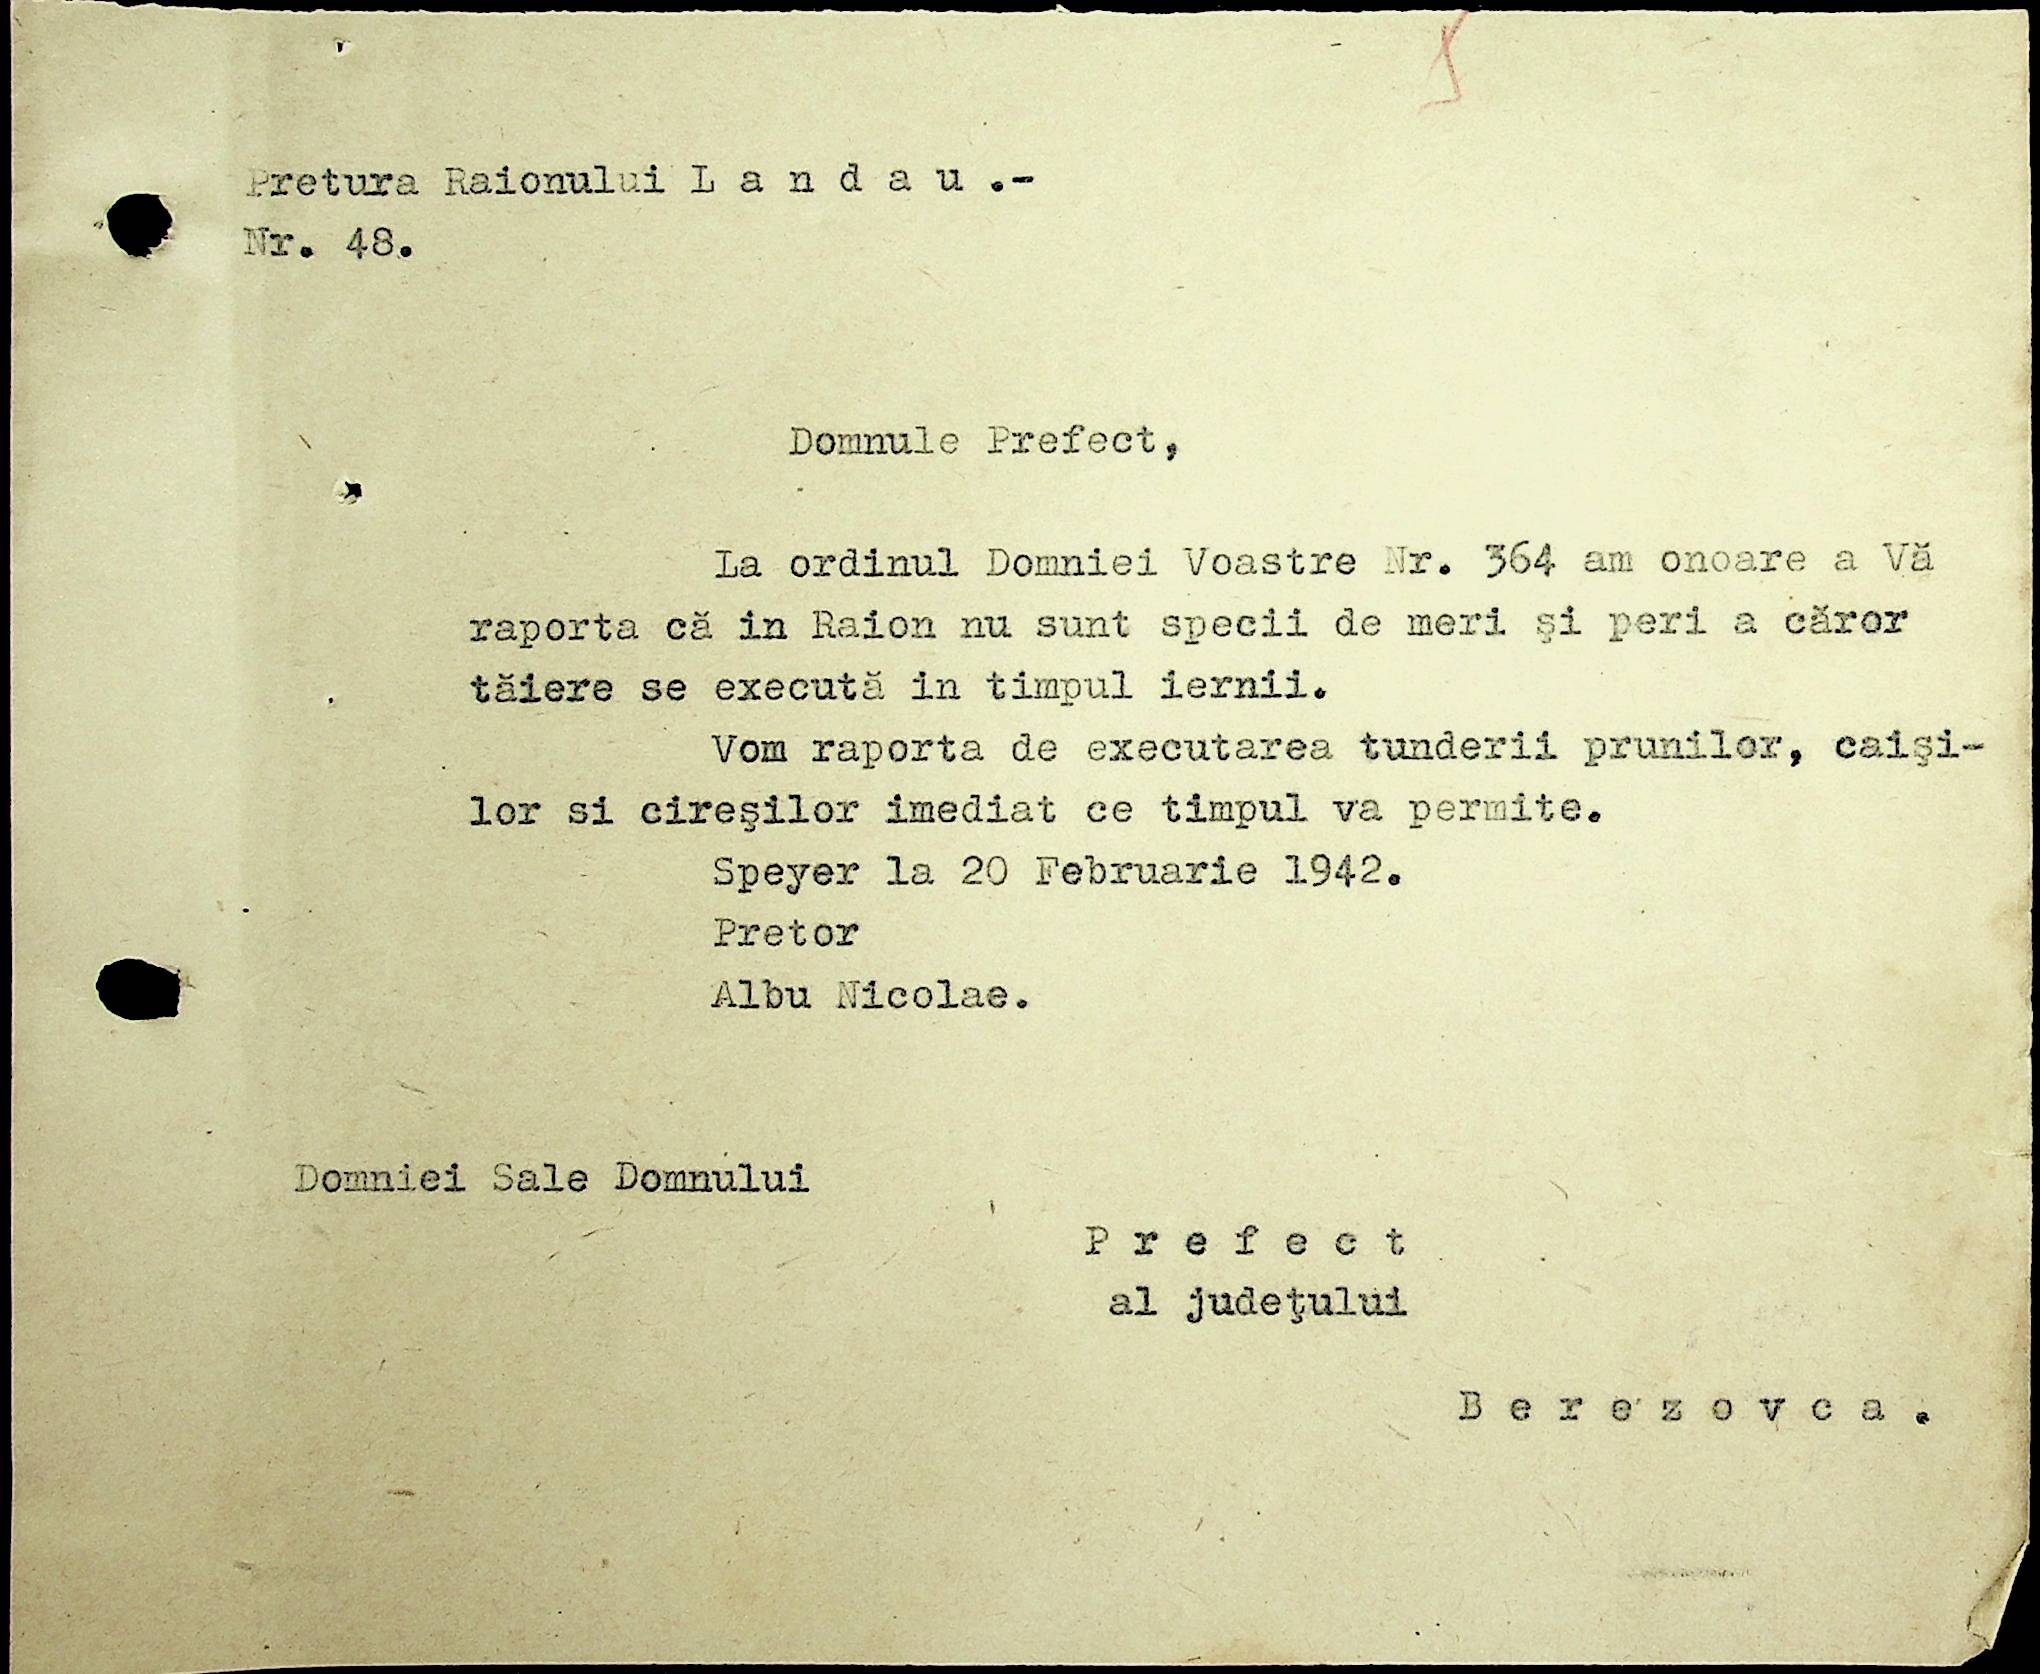 Pretura Raionului L a n d a u .-
Nr. 48.
Domnule Prefect,
La ordinul Domniei Voastre Nr. 364 am onoare a Vă
raporta că in Raion nu sunt specii de meri şi peri a căror
tăiere se execută in timpul iernii.
Vom raporta de executarea tunderii prunilor, caişi-
lor si cireşilor imediat ce timpul va permite.
Speyer la 20 Februarie 1942.
Pretor
Albu Nicolae.
Domniei Sale Domnului
P r e f e c t
al judeţului
B e r e z o v c a .